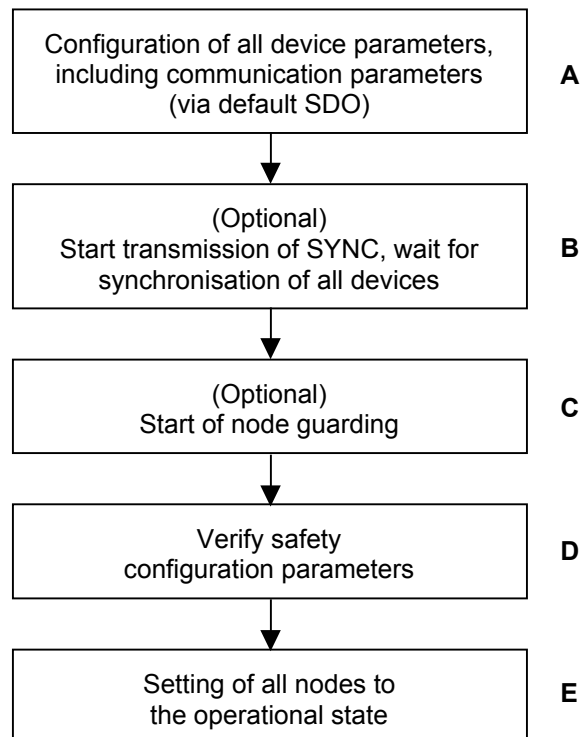 Configuration of all device parameters,
including communication parameters
(via default SDO)
A
(Optional)
Start transmission of SYNC, wait for
synchronisation of all devices
B
(Optional)
Start of node guarding
C
Verify safety
configuration parameters
D
Setting of all nodes to
the operational state
E